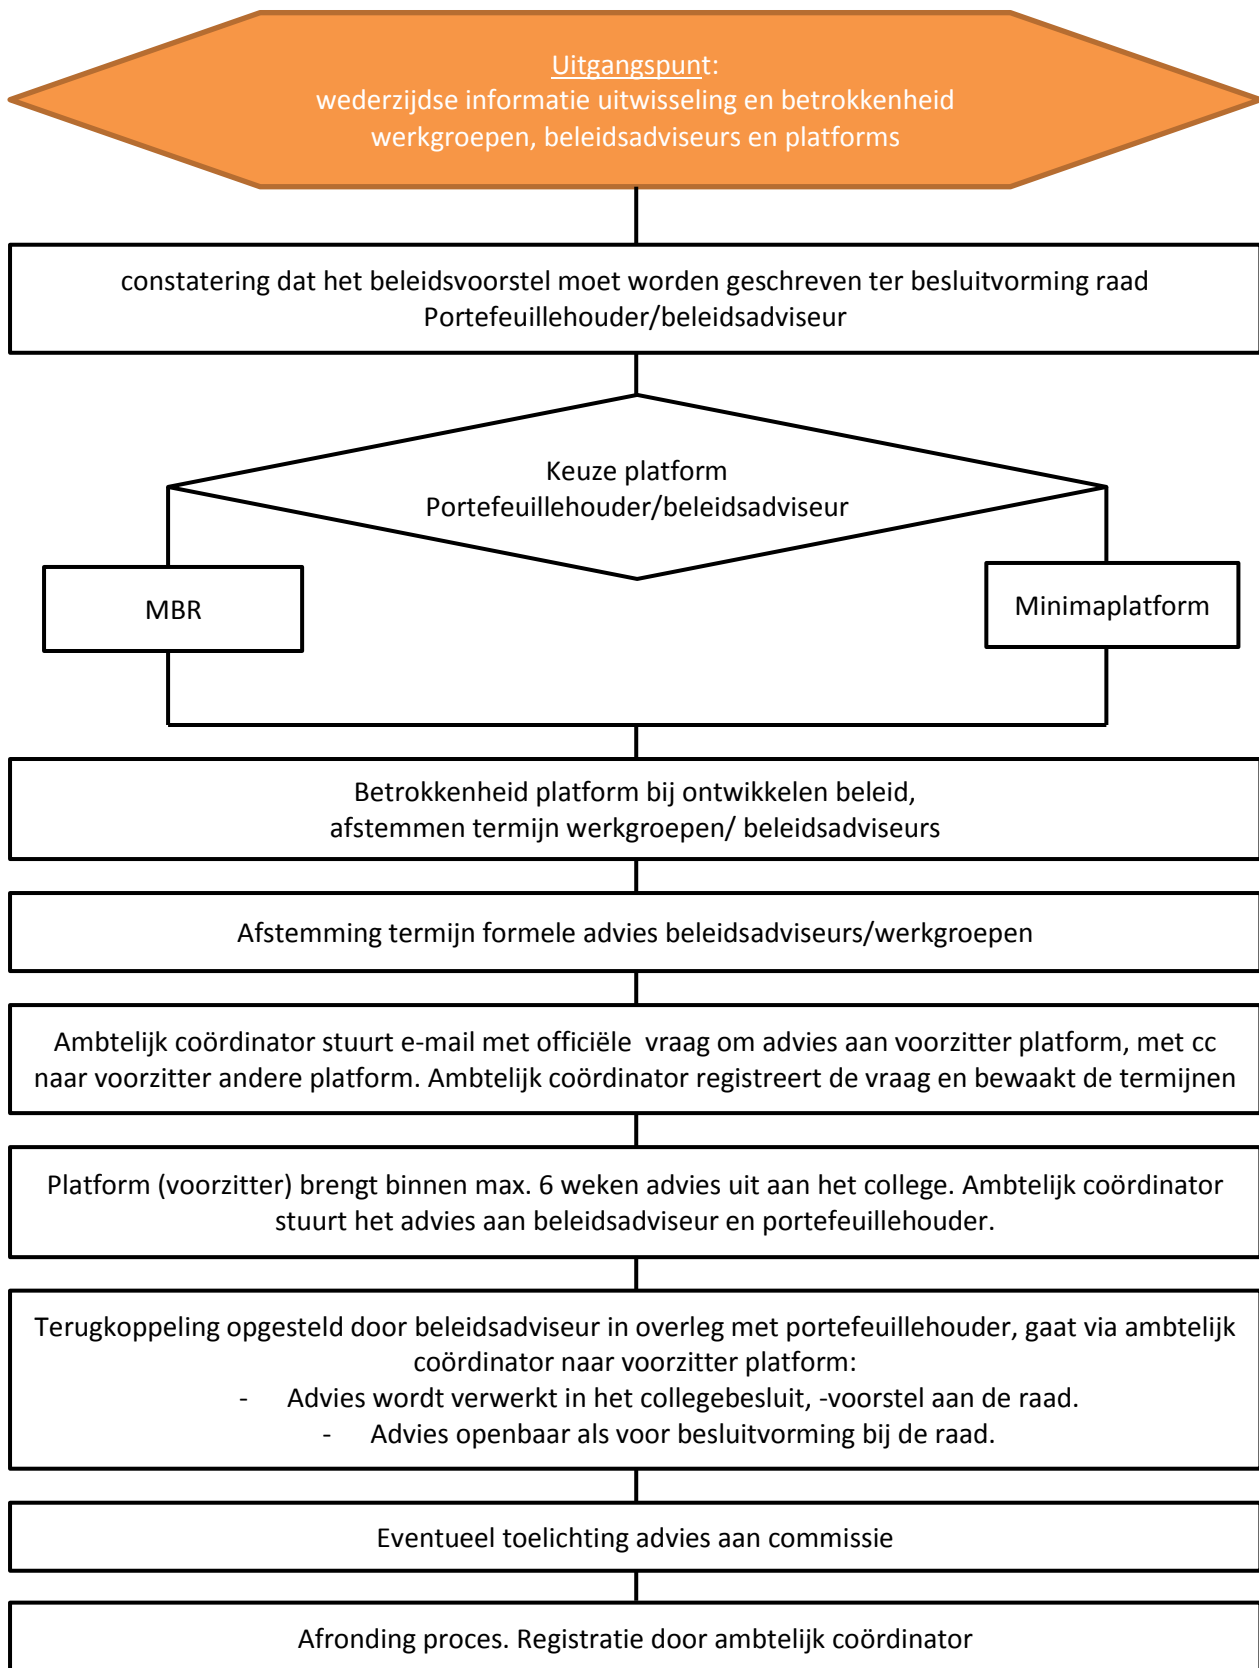 Uitgangspunt:
wederzijdse informatie uitwisseling en betrokkenheid
werkgroepen, beleidsadviseurs en platforms
constatering dat het beleidsvoorstel moet worden geschreven ter besluitvorming raad
Portefeuillehouder/beleidsadviseur
Keuze platform
Portefeuillehouder/beleidsadviseur
MBR
Minimaplatform
Betrokkenheid platform bij ontwikkelen beleid,
afstemmen termijn werkgroepen/ beleidsadviseurs
Afstemming termijn formele advies beleidsadviseurs/werkgroepen
Ambtelijk coördinator stuurt e-mail met officiële  vraag om advies aan voorzitter platform, met cc
naar voorzitter andere platform. Ambtelijk coördinator registreert de vraag en bewaakt de termijnen
Platform (voorzitter) brengt binnen max. 6 weken advies uit aan het college. Ambtelijk coördinator
stuurt het advies aan beleidsadviseur en portefeuillehouder.
Terugkoppeling opgesteld door beleidsadviseur in overleg met portefeuillehouder, gaat via ambtelijk
coördinator naar voorzitter platform:
- Advies wordt verwerkt in het collegebesluit, -voorstel aan de raad.
- Advies openbaar als voor besluitvorming bij de raad.
Eventueel toelichting advies aan commissie
Afronding proces. Registratie door ambtelijk coördinator